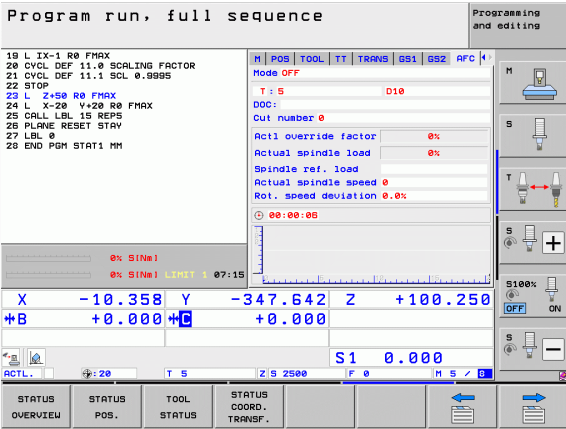 Program run, full sequence
Programming
and editing
19 L IX-1 R0 FMAX
20 CYCL DEF 11.0 SCALING FACTOR
21 CYCL DEF 11.1 SCL 0.9995
22 STOP
23 L Z+50 R0 FMAX
24 L X-20 Y+20 R0 FMAX
25 CALL LBL 15 REP5
26 PLANE RESET STAY
27 LBL 0
28 END PGM STAT1 MM
M POS TOOL TT TRANS GS1 GS2 AFC
Mode OFF
T : 5 D10
DOC:
Cut number 0
Actl override factor 0%
Actual spindle load 0%
Spindle ref. load
Actual spindle speed 0
Rot. speed deviation 0.0%
00:00:06
0% S[Nm]
0% S[Nm] LIMIT 1 07:15
X -10.358 Y -347.642 Z +100.250
B +0.000 C +0.000
S1 0.000
ACTL. : 20 T 5 Z S 2500 F 0 M 5 / 8
M
S
T
S
S100%
OFF ON
S
STATUS
OVERVIEW
STATUS
POS.
TOOL
STATUS
STATUS
COORD.
TRANSF.